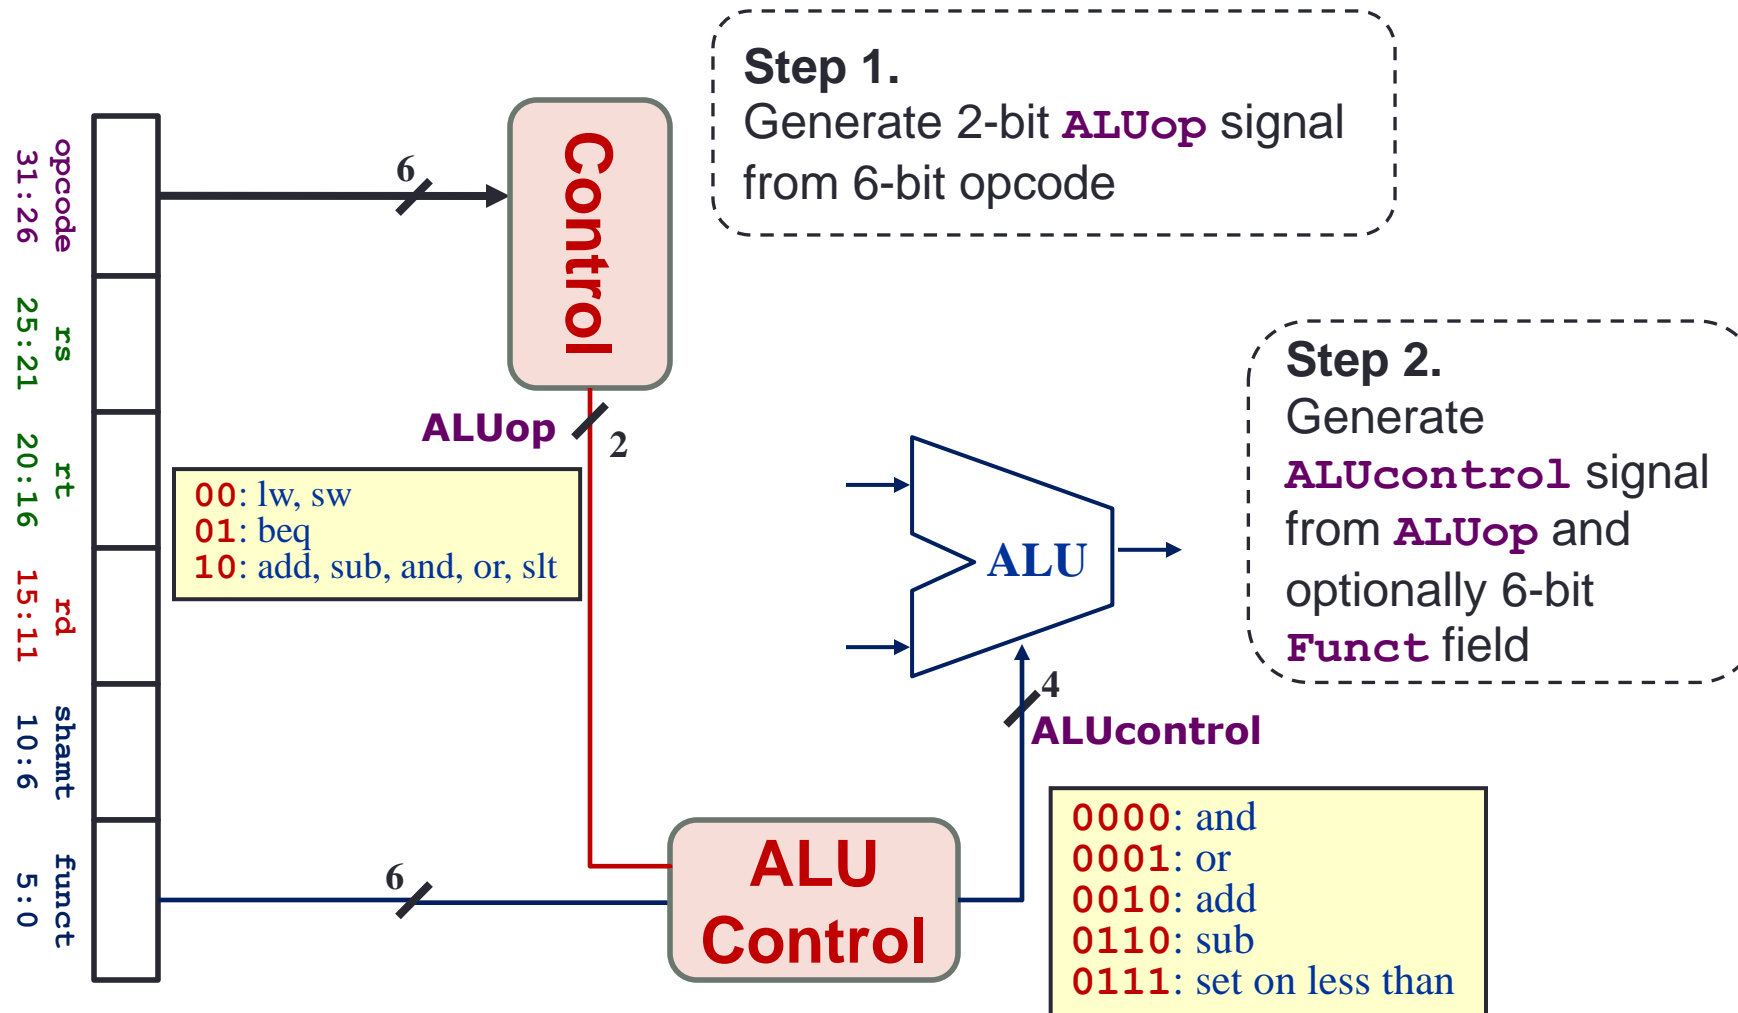 Step 1.
Generate 2-bit ALUop signal
from 6-bit opcode
opcode
31:26
rs
25:21
rt
20:16
rd
15:11
shamt
10:6
funct
5:0
6
Control
ALUop
2
00: lw, sw
01: beq
10: add, sub, and, or, slt
ALU
Step 2.
Generate
ALUcontrol signal
from ALUop and
optionally 6-bit
Funct field
4
ALUcontrol
6
ALU
Control
0000: and
0001: or
0010: add
0110: sub
0111: set on less than